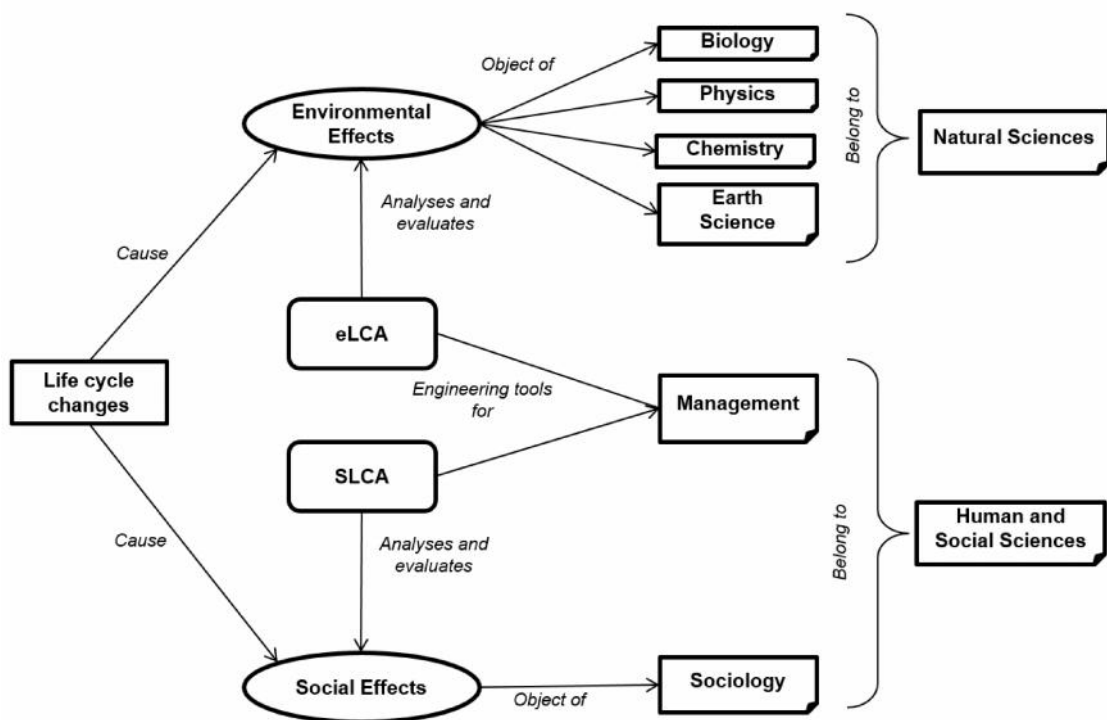 Biology
Object of
Physics
Environmental
Effects
Chemistry
Belong to
Natural Sciences
Earth
Science
Analyses and
evaluates
Cause
eLCA
Life cycle
changes
Engineering tools
for
Management
SLCA
Cause
Analyses and
evaluates
Belong to
Human and
Social Sciences
Social Effects
Object of
Sociology